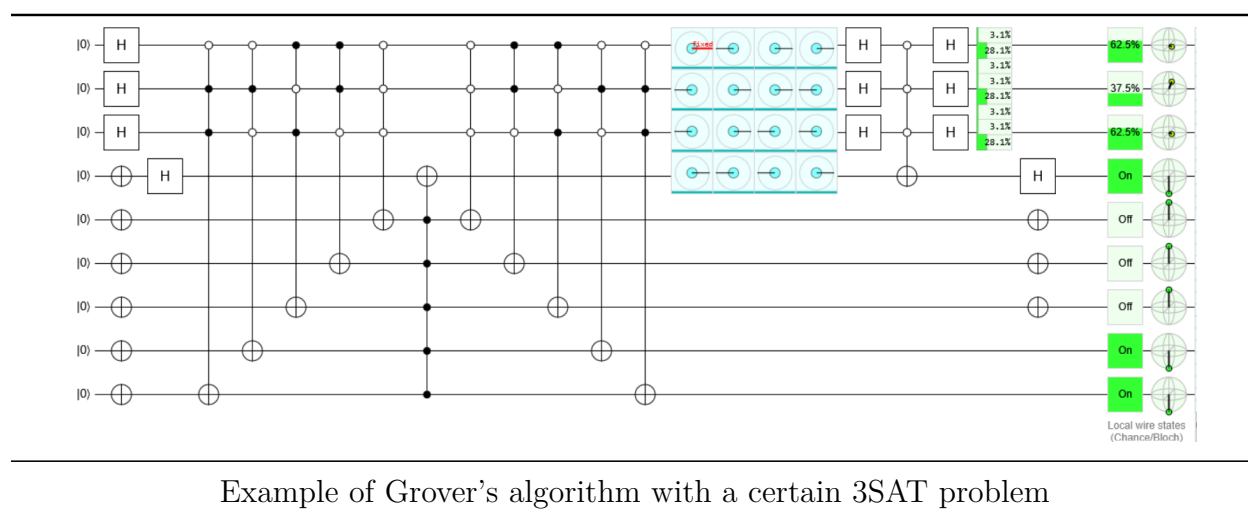 |0⟩ H H H 3.1% 62.5%
28.1%
3.1%
|0⟩ H H H 3.1% 37.5%
28.1%
3.1%
|0⟩ H H H 3.1% 62.5%
28.1%
|0⟩ H H On
|0⟩ Off
|0⟩ Off
|0⟩ Off
|0⟩ On
|0⟩ On
fixed
Local wire states
(Chance/Bloch)
Example of Grover's algorithm with a certain 3SAT problem